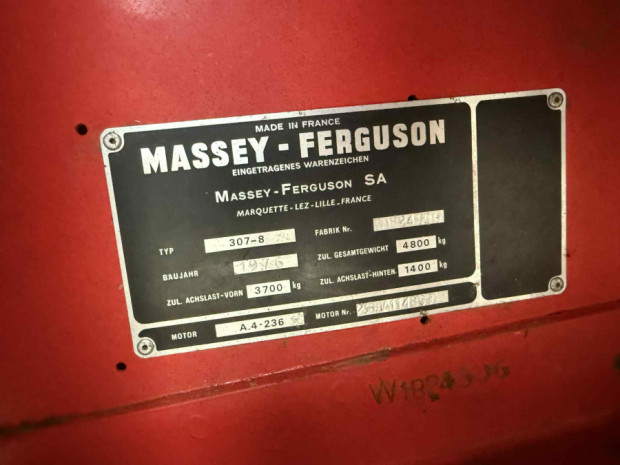 MADE IN FRANCE
MASSEY-FERGUSON
EINGETRAGENES WARENZEICHEN
MASSEY-FERGUSON SA
MARQUETTE-LEZ-LILLE-FRANCE
TYP 307-8 FABRIK Nr.
BAUJAHR ZUL. GESAMTGEWICHT 4800 kg
ZUL. ACHSLAST-VORN 3700 kg ZUL. ACHSLAST-HINTEN 1400 kg
MOTOR A.4-236 MOTOR Nr.